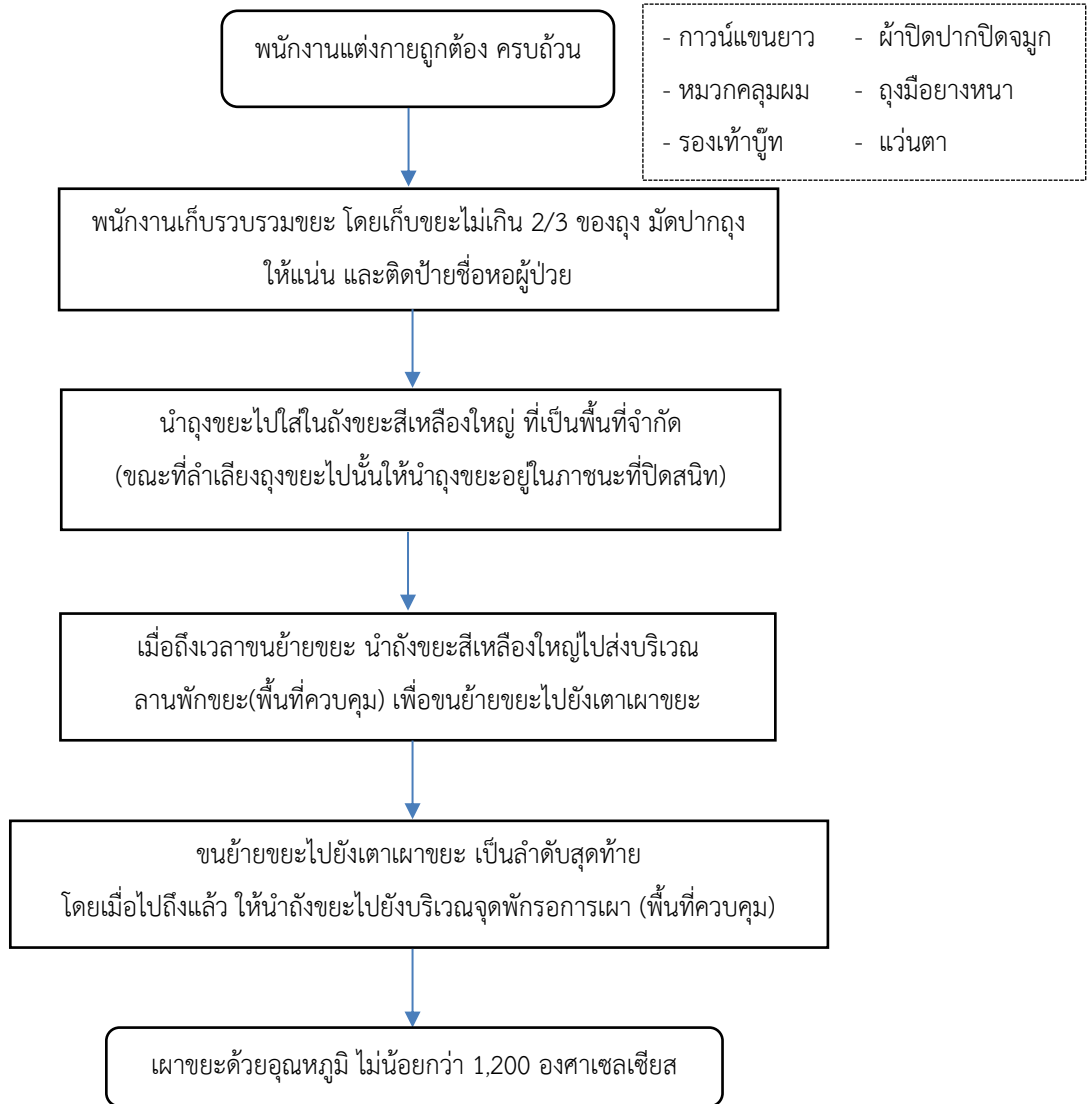 พนักงานแต่งกายถูกต้อง ครบถ้วน
- กาวน์แขนยาว - ผ้าปิดปากปิดจมูก
- หมวกคลุมผม - ถุงมือยางหนา
- รองเท้าบู๊ท - แว่นตา
พนักงานเก็บรวบรวมขยะ โดยเก็บขยะไม่เกิน 2/3 ของถุง มัดปากถุง
ให้แน่น และติดป้ายชื่อหอผู้ป่วย
นำถุงขยะไปใส่ในถังขยะสีเหลืองใหญ่ ที่เป็นพื้นที่จำกัด
(ขณะที่ลำเลียงถุงขยะไปนั้นให้นำถุงขยะอยู่ในภาชนะที่ปิดสนิท)
เมื่อถึงเวลาขนย้ายขยะ นำถังขยะสีเหลืองใหญ่ไปส่งบริเวณ
ลานพักขยะ(พื้นที่ควบคุม) เพื่อขนย้ายขยะไปยังเตาเผาขยะ
ขนย้ายขยะไปยังเตาเผาขยะ เป็นลำดับสุดท้าย
โดยเมื่อไปถึงแล้ว ให้นำถังขยะไปยังบริเวณจุดพักรอการเผา (พื้นที่ควบคุม)
เผาขยะด้วยอุณหภูมิ ไม่น้อยกว่า 1,200 องศาเซลเซียส